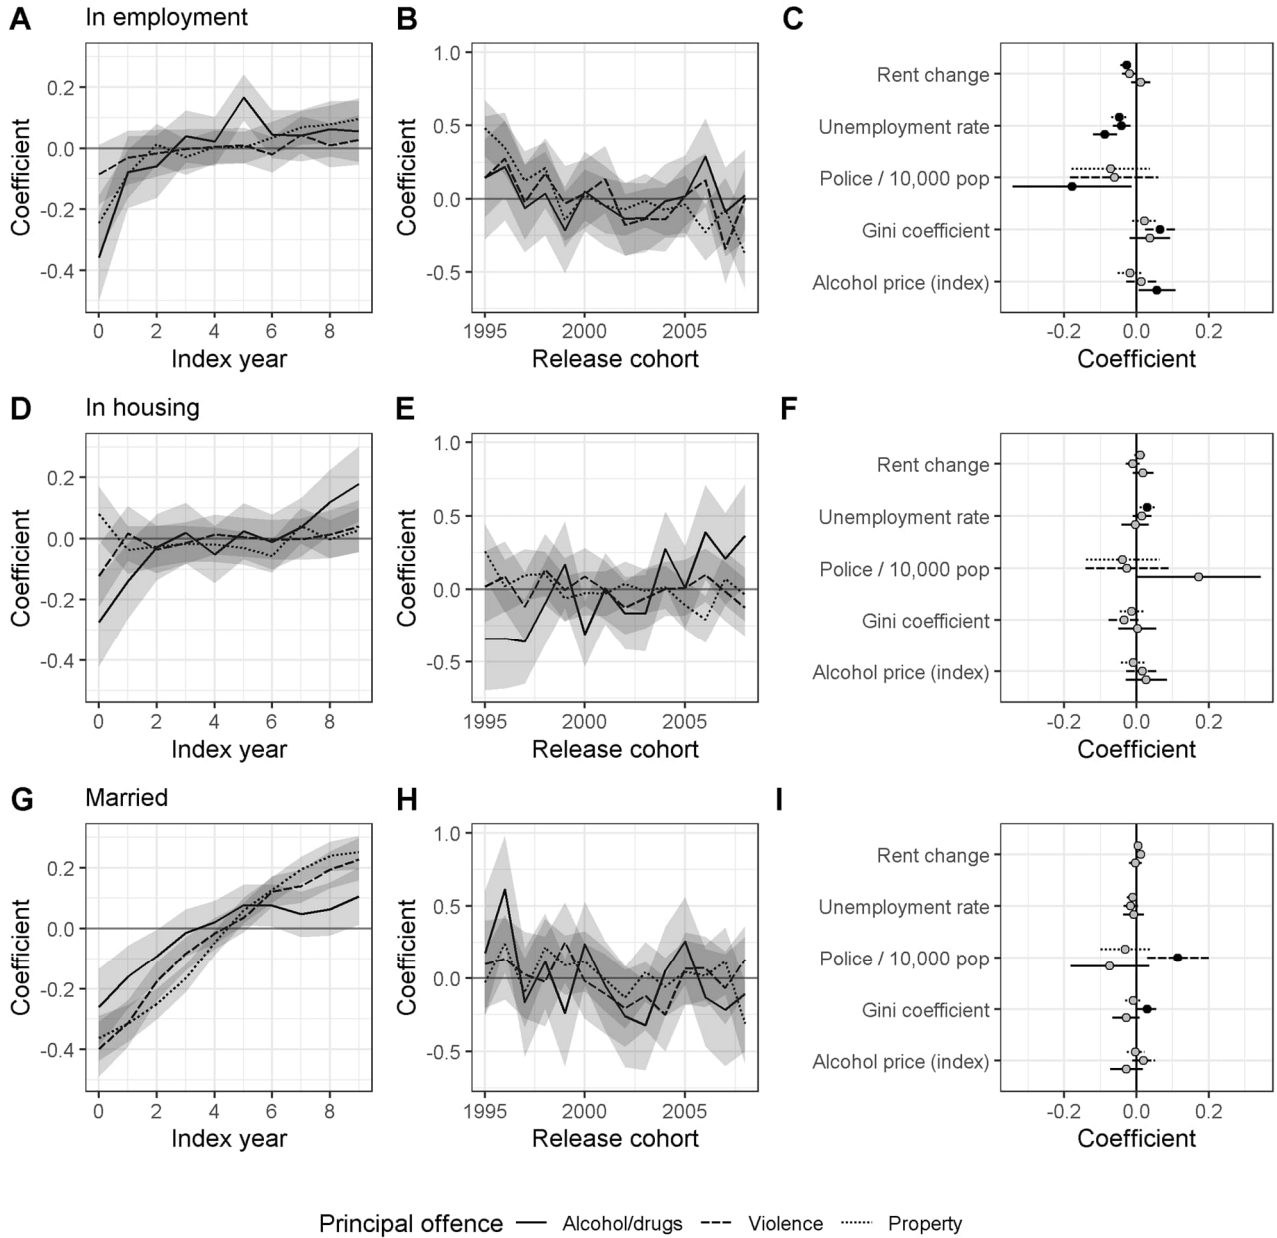 A In employment B C
0.2
0.0
-0.2
-0.4
Coefficient
0 2 4 6 8
Index year
1.0
0.5
0.0
-0.5
Coefficient
1995 2000 2005
Release cohort
Rent change
Unemployment rate
Police / 10,000 pop
Gini coefficient
Alcohol price (index)
-0.2 0.0 0.2
Coefficient
D In housing E F
0.2
0.0
-0.2
-0.4
Coefficient
0 2 4 6 8
Index year
1.0
0.5
0.0
-0.5
Coefficient
1995 2000 2005
Release cohort
Rent change
Unemployment rate
Police / 10,000 pop
Gini coefficient
Alcohol price (index)
-0.2 0.0 0.2
Coefficient
G Married H I
0.2
0.0
-0.2
-0.4
Coefficient
0 2 4 6 8
Index year
1.0
0.5
0.0
-0.5
Coefficient
1995 2000 2005
Release cohort
Rent change
Unemployment rate
Police / 10,000 pop
Gini coefficient
Alcohol price (index)
-0.2 0.0 0.2
Coefficient
Principal offence Alcohol/drugs Violence Property